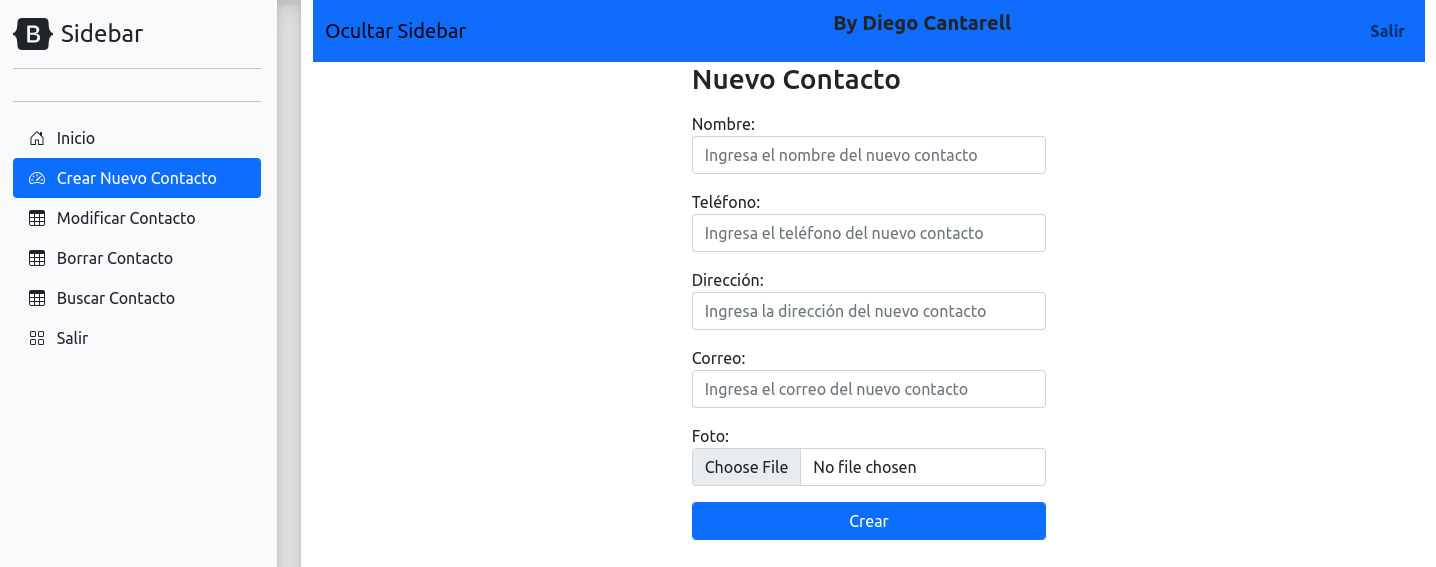 B Sidebar
Inicio
Crear Nuevo Contacto
Modificar Contacto
Borrar Contacto
Buscar Contacto
Salir
Ocultar Sidebar
By Diego Cantarell
Salir
Nuevo Contacto
Nombre:
Ingresa el nombre del nuevo contacto
Teléfono:
Ingresa el teléfono del nuevo contacto
Dirección:
Ingresa la dirección del nuevo contacto
Correo:
Ingresa el correo del nuevo contacto
Foto:
Choose File No file chosen
Crear